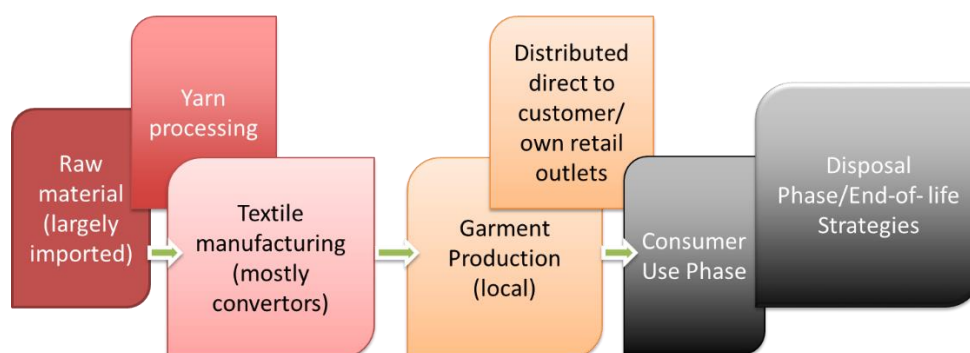 Raw
material
(largely
imported)
Yarn
processing
Textile
manufacturing
(mostly
convertors)
Garment
Production
(local)
Distributed
direct to
customer/
own retail
outlets
Consumer
Use Phase
Disposal
Phase/End-of- life
Strategies